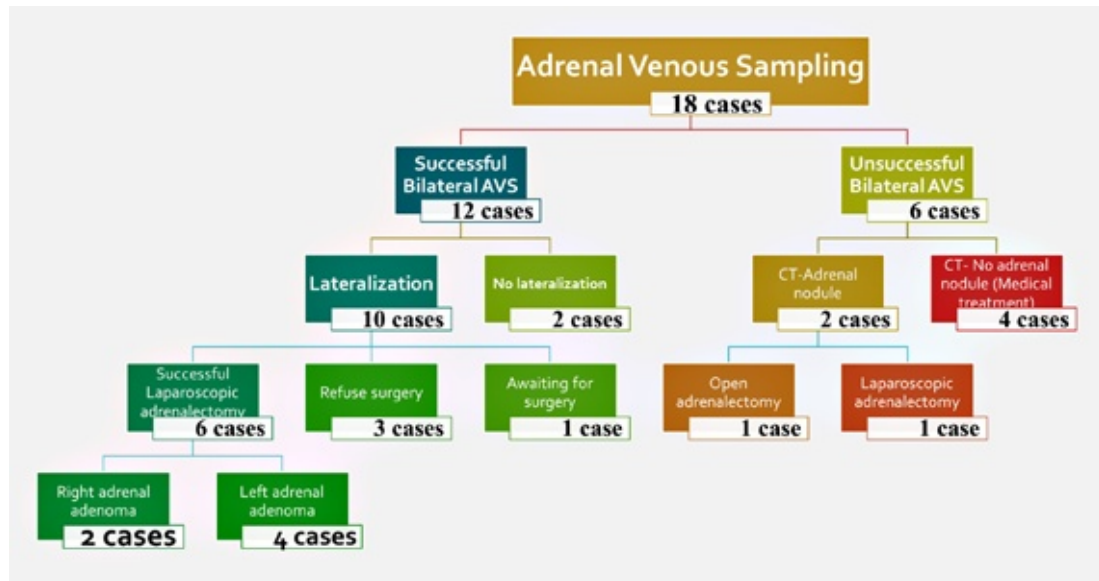 Adrenal Venous Sampling
18 cases
Successful
Bilateral AVS
12 cases
Unsuccessful
Bilateral AVS
6 cases
Lateralization
10 cases
No lateralization
2 cases
CT-Adrenal
nodule
2 cases
CT- No adrenal
nodule (Medical
treatment)
4 cases
Successful
Laparoscopic
adrenalectomy
6 cases
Refuse surgery
3 cases
Awaiting for
surgery
1 case
Open
adrenalectomy
1 case
Laparoscopic
adrenalectomy
1 case
Right adrenal
adenoma
2 cases
Left adrenal
adenoma
4 cases